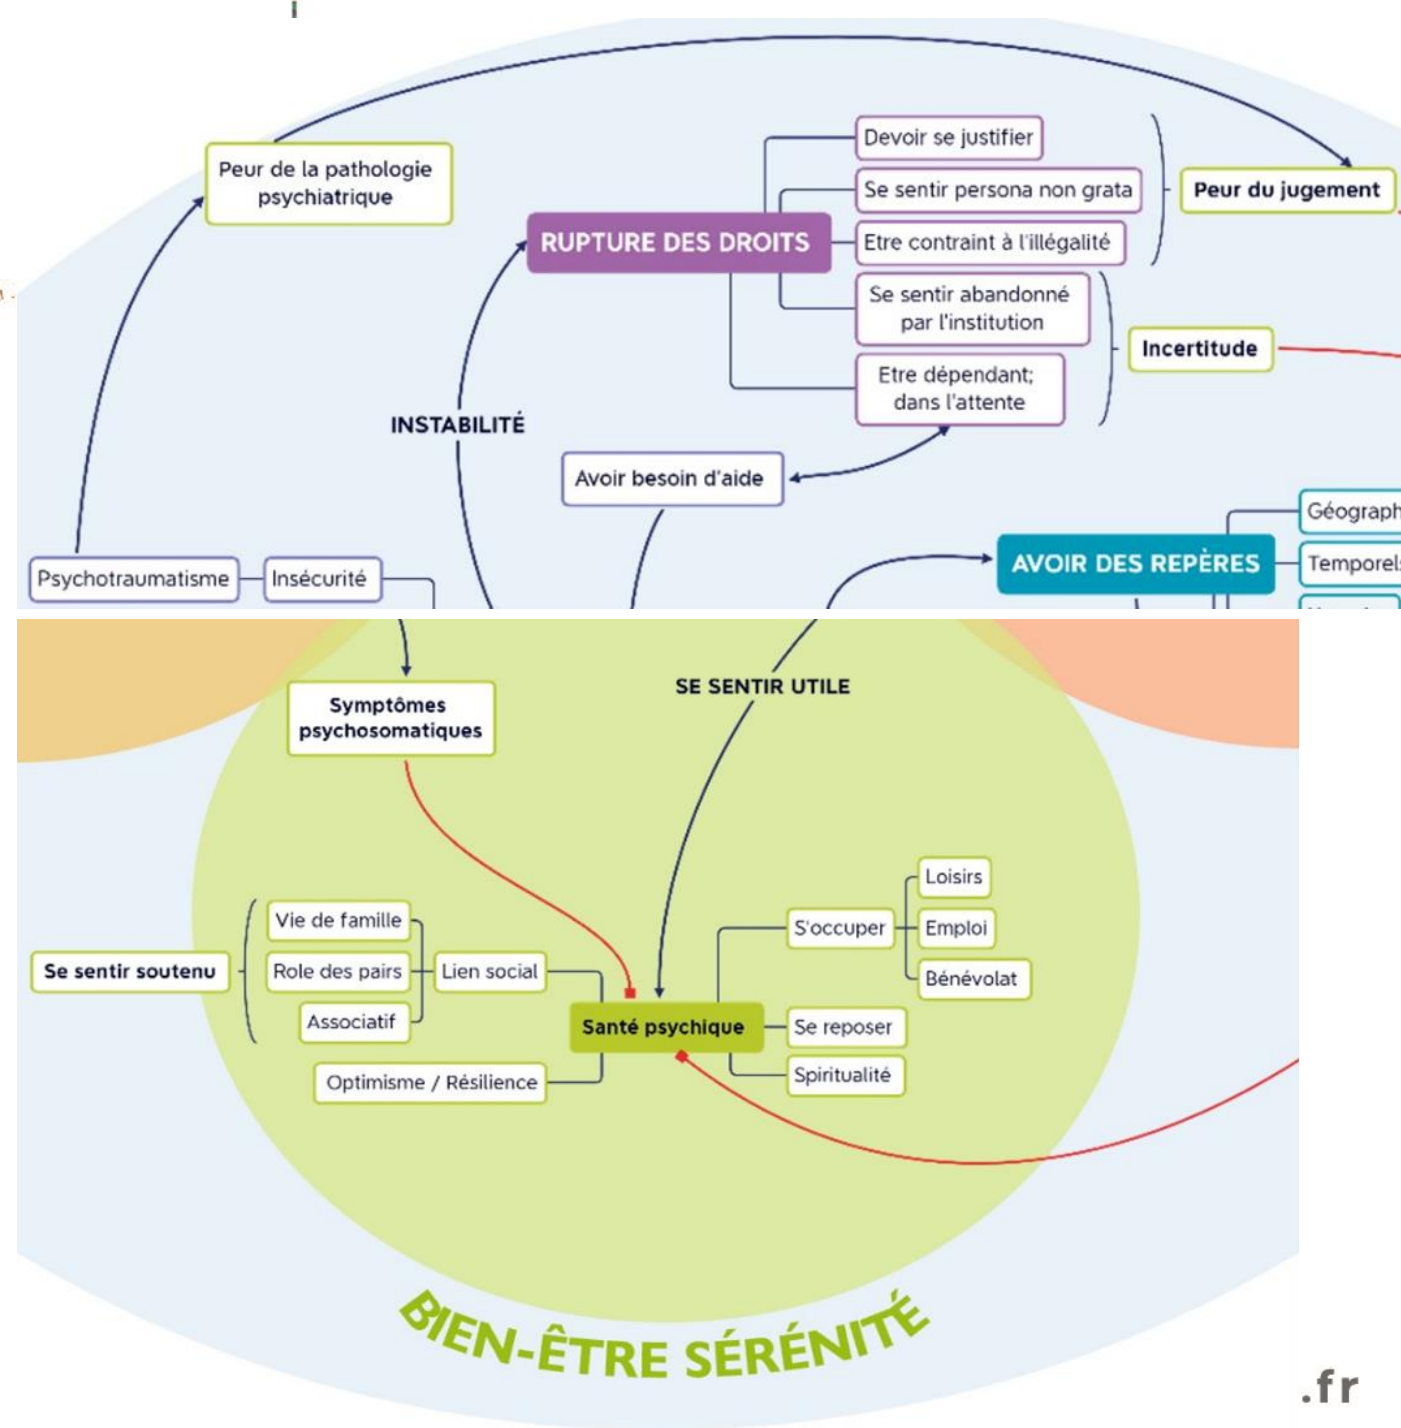 Peur de la pathologie
psychiatrique
RUPTURE DES DROITS
Devoir se justifier
Se sentir persona non grata
Etre contraint à l'illégalité
Se sentir abandonné
par l'institution
Etre dépendant;
dans l'attente
Peur du jugement
Incertitude
INSTABILITÉ
Avoir besoin d'aide
Psychotraumatisme
Insécurité
AVOIR DES REPÈRES
Géograph
Temporels
Symptômes
psychosomatiques
SE SENTIR UTILE
Se sentir soutenu
Vie de famille
Role des pairs
Associatif
Lien social
Optimisme / Résilience
Santé psychique
S'occuper
Loisirs
Emploi
Bénévolat
Se reposer
Spiritualité
BIEN-ÊTRE SÉRÉNITÉ
.fr